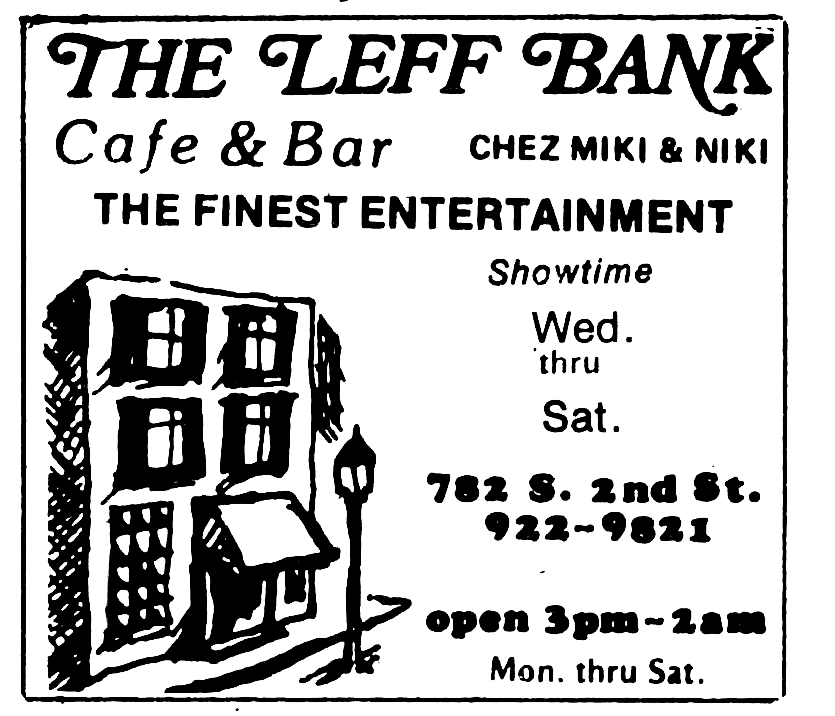 THE LEFF BANK
Cafe & Bar
CHEZ MIKI & NIKI
THE FINEST ENTERTAINMENT
Showtime
Wed.
thru
Sat.
782 S. 2nd St.
922-9821
open 3pm-2am
Mon. thru Sat.